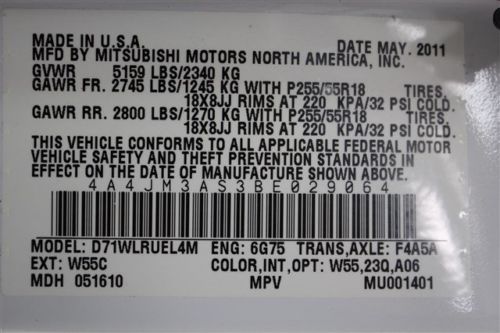 MADE IN U.S.A. DATE MAY. 2011
MFD BY MITSUBISHI MOTORS NORTH AMERICA, INC.
GVWR 5159 LBS/2340 KG
GAWR FR. 2745 LBS/1245 KG WITH P255/55R18 TIRES,
18X8JJ RIMS AT 220 KPA/32 PSI COLD.
GAWR RR. 2800 LBS/1270 KG WITH P255/55R18 TIRES,
18X8JJ RIMS AT 220 KPA/32 PSI COLD.
THIS VEHICLE CONFORMS TO ALL APPLICABLE FEDERAL MOTOR
VEHICLE SAFETY AND THEFT PREVENTION STANDARDS IN
EFFECT ON THE DATE OF MANUFACTURE SHOWN ABOVE.
4A4JM3AS3BE029064
MODEL: D71WLRUEL4M ENG: 6G75 TRANS,AXLE: F4A5A
EXT: W55C COLOR,INT,OPT: W55,23Q,A06
MDH 051610 MPV MU001401